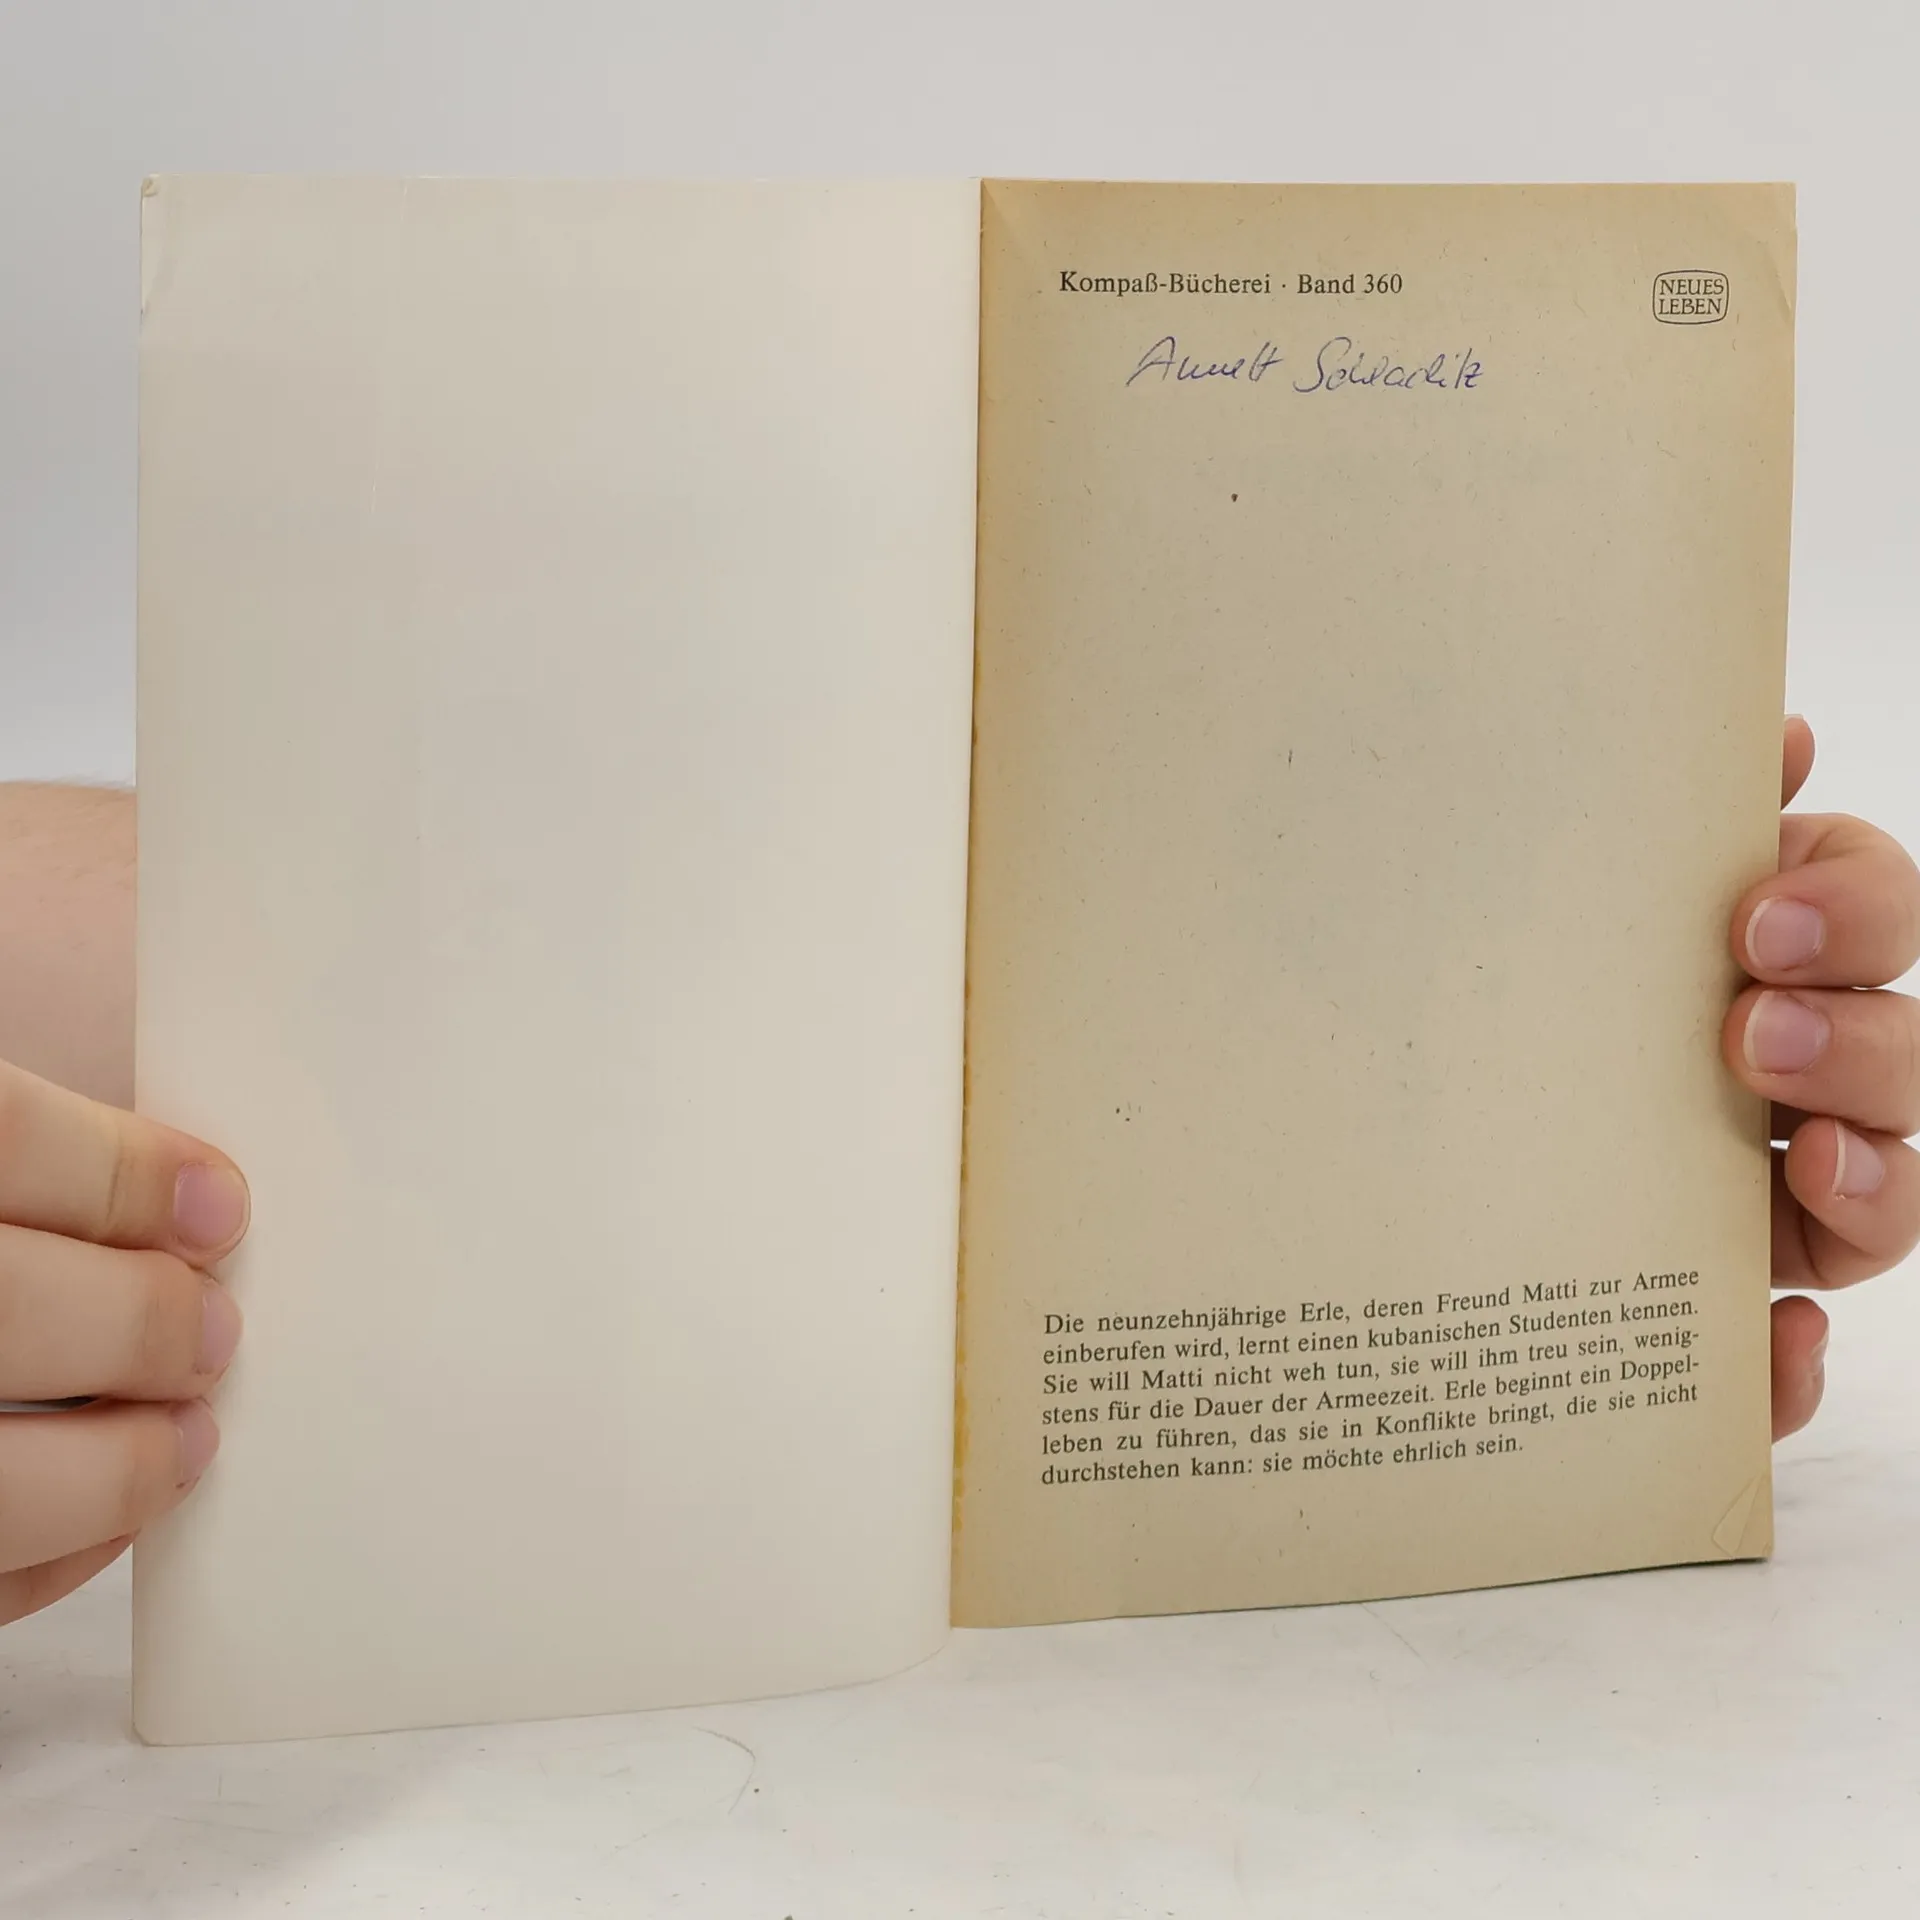 Kompaß-Bücherei · Band 360
NEUES
LEBEN
Annett Schladitz
Die neunzehnjährige Erle, deren Freund Matti zur Armee
einberufen wird, lernt einen kubanischen Studenten kennen.
Sie will Matti nicht weh tun, sie will ihm treu sein, wenig-
stens für die Dauer der Armeezeit. Erle beginnt ein Doppel-
leben zu führen, das sie in Konflikte bringt, die sie nicht
durchstehen kann: sie möchte ehrlich sein.